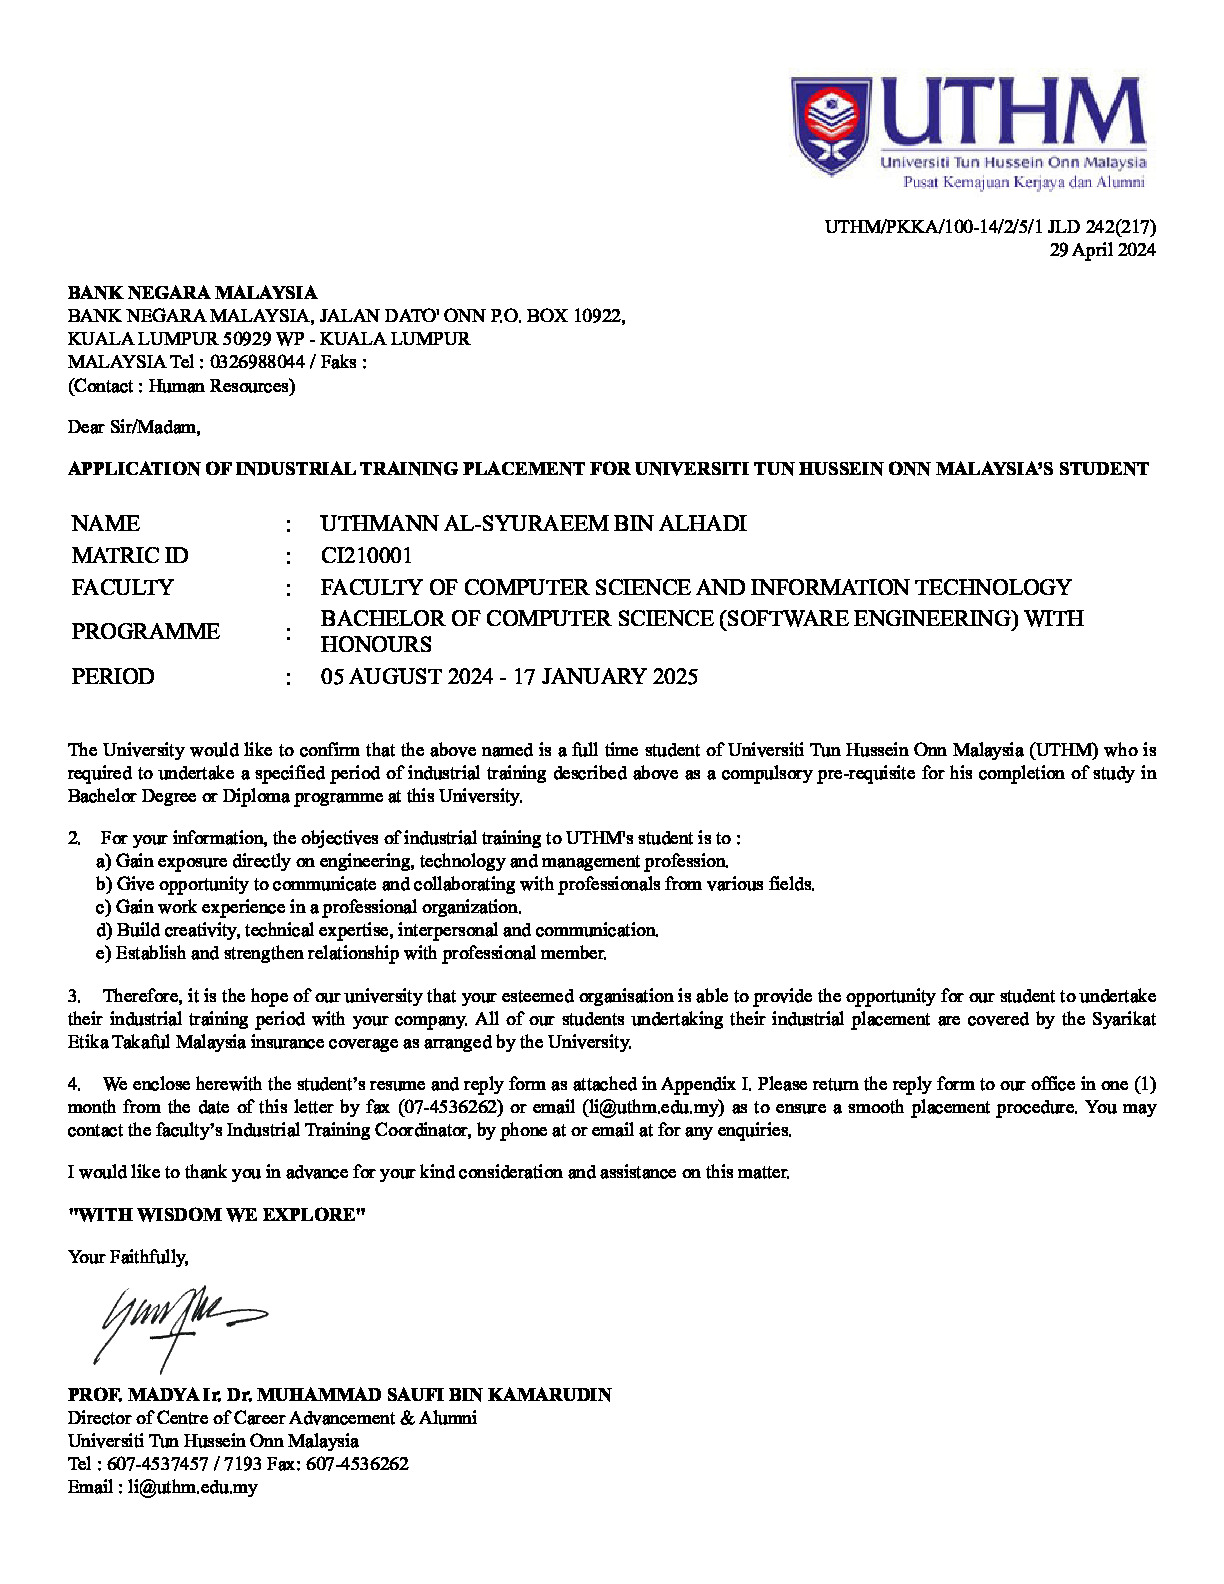 UTHM
Universiti Tun Hussein Onn Malaysia
Pusat Kemajuan Kerjaya dan Alumni
UTHM/PKKA/100-14/2/5/1 JLD 242(217)
29 April 2024
BANK NEGARA MALAYSIA
BANK NEGARA MALAYSIA, JALAN DATO' ONN P.O. BOX 10922,
KUALA LUMPUR 50929 WP - KUALA LUMPUR
MALAYSIA Tel : 0326988044 / Faks :
(Contact : Human Resources)
Dear Sir/Madam,
APPLICATION OF INDUSTRIAL TRAINING PLACEMENT FOR UNIVERSITI TUN HUSSEIN ONN MALAYSIA’S STUDENT
NAME : UTHMANN AL-SYURAEEM BIN ALHADI
MATRIC ID : CI210001
FACULTY : FACULTY OF COMPUTER SCIENCE AND INFORMATION TECHNOLOGY
PROGRAMME : BACHELOR OF COMPUTER SCIENCE (SOFTWARE ENGINEERING) WITH
HONOURS
PERIOD : 05 AUGUST 2024 - 17 JANUARY 2025
The University would like to confirm that the above named is a full time student of Universiti Tun Hussein Onn Malaysia (UTHM) who is
required to undertake a specified period of industrial training described above as a compulsory pre-requisite for his completion of study in
Bachelor Degree or Diploma programme at this University.
2. For your information, the objectives of industrial training to UTHM's student is to :
a) Gain exposure directly on engineering, technology and management profession.
b) Give opportunity to communicate and collaborating with professionals from various fields.
c) Gain work experience in a professional organization.
d) Build creativity, technical expertise, interpersonal and communication.
e) Establish and strengthen relationship with professional member.
3. Therefore, it is the hope of our university that your esteemed organisation is able to provide the opportunity for our student to undertake
their industrial training period with your company. All of our students undertaking their industrial placement are covered by the Syarikat
Etika Takaful Malaysia insurance coverage as arranged by the University.
4. We enclose herewith the student’s resume and reply form as attached in Appendix I. Please return the reply form to our office in one (1)
month from the date of this letter by fax (07-4536262) or email (li@uthm.edu.my) as to ensure a smooth placement procedure. You may
contact the faculty’s Industrial Training Coordinator, by phone at or email at for any enquiries.
I would like to thank you in advance for your kind consideration and assistance on this matter.
"WITH WISDOM WE EXPLORE"
Your Faithfully,
PROF. MADYA Ir. Dr. MUHAMMAD SAUFI BIN KAMARUDIN
Director of Centre of Career Advancement & Alumni
Universiti Tun Hussein Onn Malaysia
Tel : 607-4537457 / 7193 Fax: 607-4536262
Email : li@uthm.edu.my